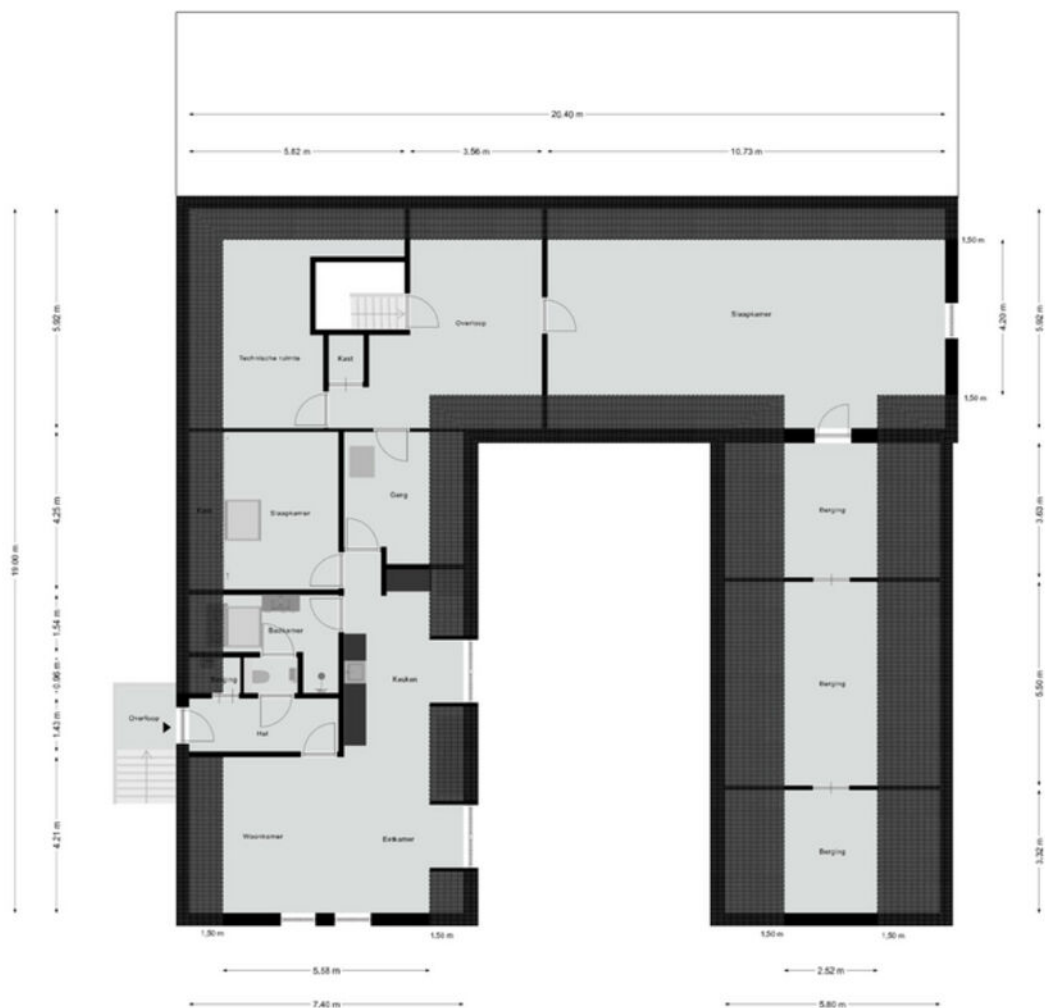 20.40 m
5.82 m
3.56 m
10.73 m
1,50 m
Overloop
Slaapkamer
4.20 m
5.92 m
5.92 m
Technische ruimte
Kast
1,50 m
19.00 m
Gang
4.25 m
Kast
Slaapkamer
Berging
3.63 m
1.54 m
Badkamer
0.96 m
Berging
Keuken
Berging
5.50 m
Overloop
1.43 m
Hal
4.21 m
Woonkamer
Eetkamer
Berging
3.32 m
1,50 m
1,50 m
1,50 m
1,50 m
5.58 m
2.52 m
7.40 m
5.80 m